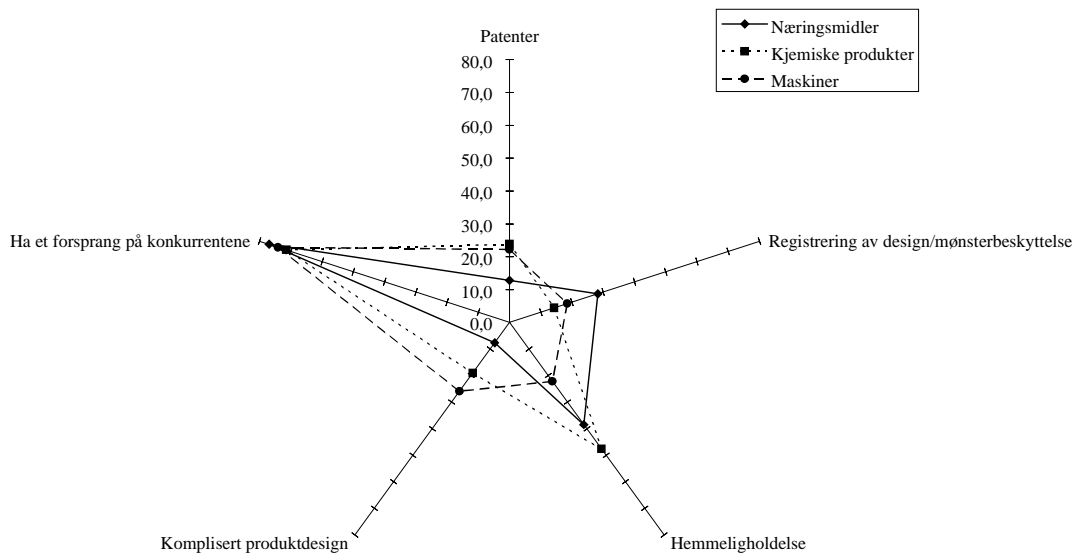 Næringsmidler
Kjemiske produkter
Maskiner
Patenter
80,0
70,0
60,0
50,0
40,0
30,0
20,0
10,0
0,0
Ha et forsprang på konkurrentene
Registrering av design/mønsterbeskyttelse
Komplisert produktdesign
Hemmeligholdelse